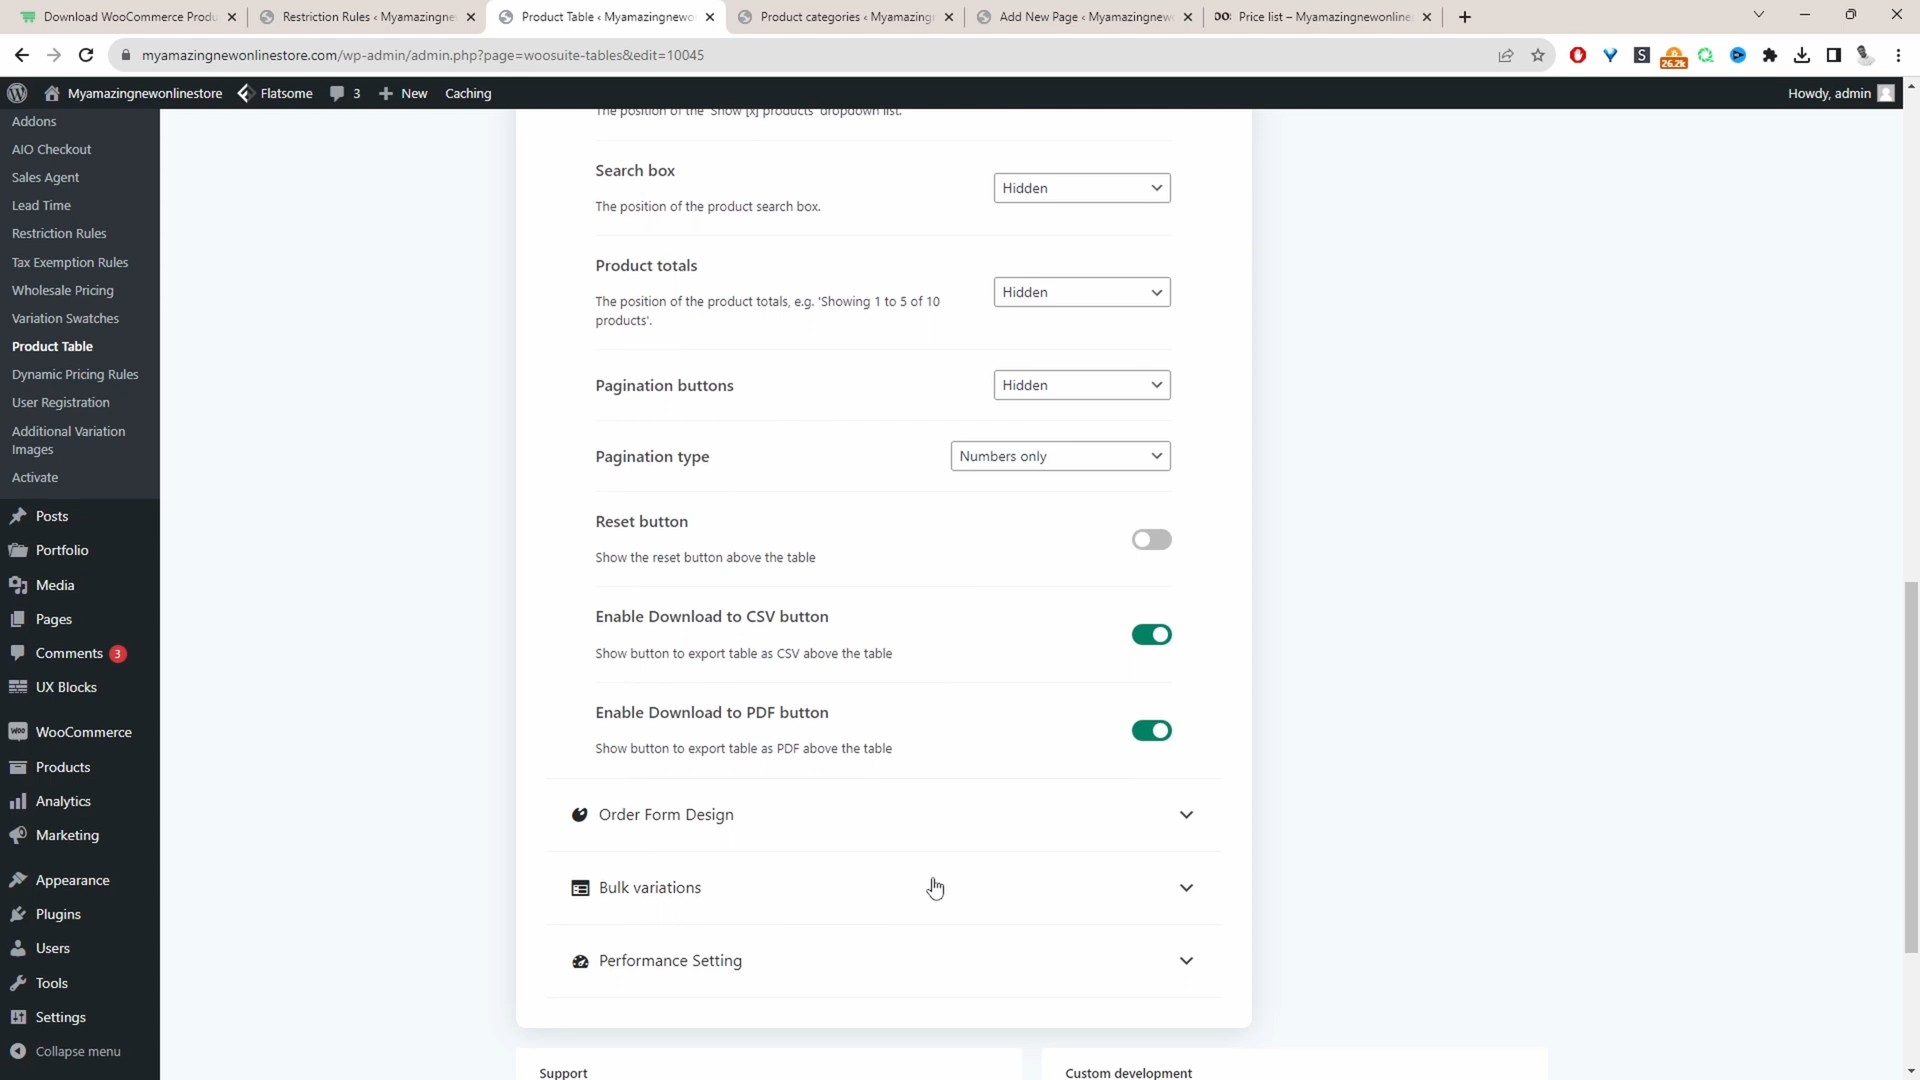 Download WooCommerce Produ
Restriction Rules ‹ Myamazingne
Product Table ‹ Myamazingnewo
Product categories ‹ Myamazing
Add New Page ‹ Myamazingnew
DO: Price list – Myamazingnewonline
myamazingnewonlinestore.com/wp-admin/admin.php?page=woosuite-tables&edit=10045
S
26.2k
Myamazingnewonlinestore
Flatsome
3
New
Caching
Howdy, admin
Addons
AIO Checkout
Sales Agent
Lead Time
Restriction Rules
Tax Exemption Rules
Wholesale Pricing
Variation Swatches
Product Table
Dynamic Pricing Rules
User Registration
Additional Variation
Images
Activate
Posts
Portfolio
Media
Pages
Comments 3
UX Blocks
WooCommerce
Products
Analytics
Marketing
Appearance
Plugins
Users
Tools
Settings
Collapse menu
The position of the 'Show [x] products' dropdown list.
Search box
Hidden
The position of the product search box.
Product totals
Hidden
The position of the product totals, e.g. 'Showing 1 to 5 of 10
products'.
Pagination buttons
Hidden
Pagination type
Numbers only
Reset button
Show the reset button above the table
Enable Download to CSV button
Show button to export table as CSV above the table
Enable Download to PDF button
Show button to export table as PDF above the table
Order Form Design
Bulk variations
Performance Setting
Support
Custom development